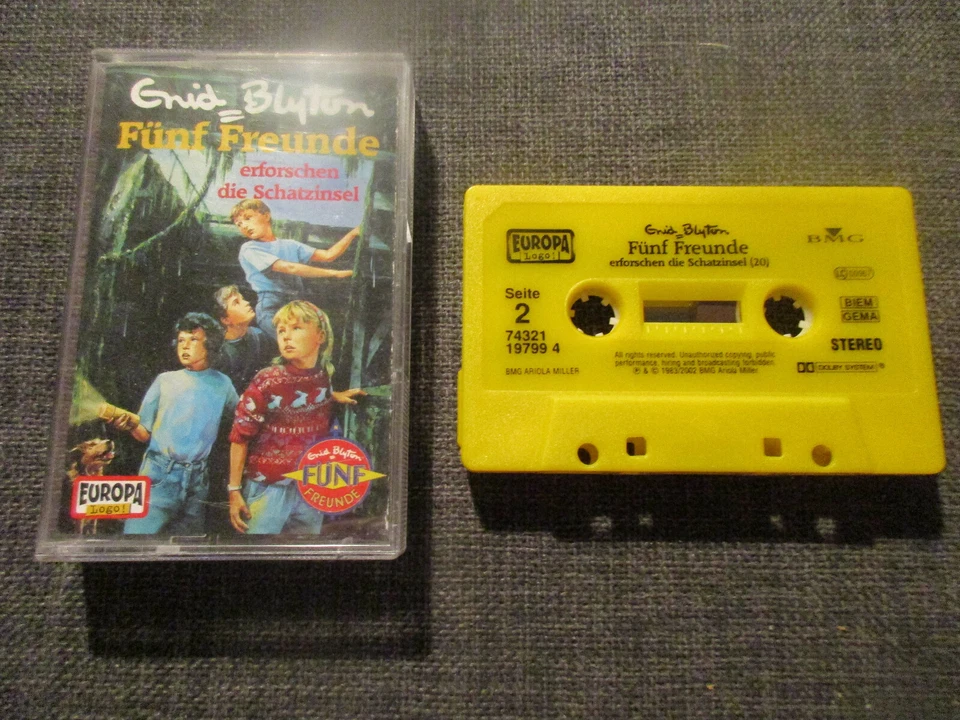 Enid Blyton
Fünf Freunde
erforschen
die Schatzinsel
EUROPA
Logo!
Enid Blyton
FÜNF
FREUNDE
EUROPA
Logo!
Enid Blyton
Fünf Freunde
erforschen die Schatzinsel (20)
BMG
Seite
2
74321
19799 4
BMG ARIOLA MILLER
All rights reserved. Unauthorized copying, public
performance, hiring and broadcasting forbidden.
℗ & © 1983/2002 BMG Ariola Miller
BIEM
GEMA
STEREO
DOLBY SYSTEM ®